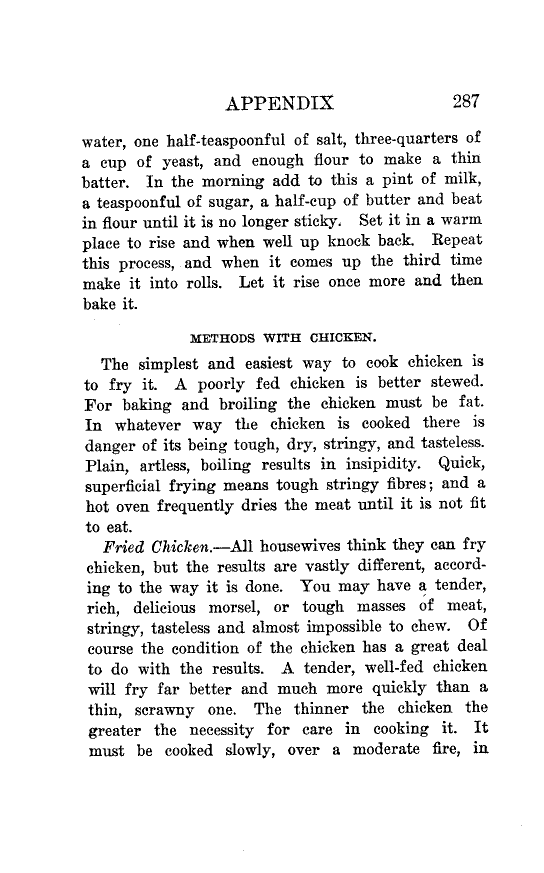 APPENDIX 287
water, one half-teaspoonful of salt, three-quarters of
a cup of yeast, and enough flour to make a thin
batter. In the morning add to this a pint of milk,
a teaspoonful of sugar, a half-cup of butter and beat
in flour until it is no longer sticky. Set it in a warm
place to rise and when well up knock back. Repeat
this process, and when it comes up the third time
make it into rolls. Let it rise once more and then
bake it.
METHODS WITH CHICKEN.
The simplest and easiest way to cook chicken is
to fry it. A poorly fed chicken is better stewed.
For baking and broiling the chicken must be fat.
In whatever way the chicken is cooked there is
danger of its being tough, dry, stringy, and tasteless.
Plain, artless, boiling results in insipidity. Quick,
superficial frying means tough stringy fibres; and a
hot oven frequently dries the meat until it is not fit
to eat.
Fried Chicken.—All housewives think they can fry
chicken, but the results are vastly different, accord-
ing to the way it is done. You may have a tender,
rich, delicious morsel, or tough masses of meat,
stringy, tasteless and almost impossible to chew. Of
course the condition of the chicken has a great deal
to do with the results. A tender, well-fed chicken
will fry far better and much more quickly than a
thin, scrawny one. The thinner the chicken the
greater the necessity for care in cooking it. It
must be cooked slowly, over a moderate fire, in